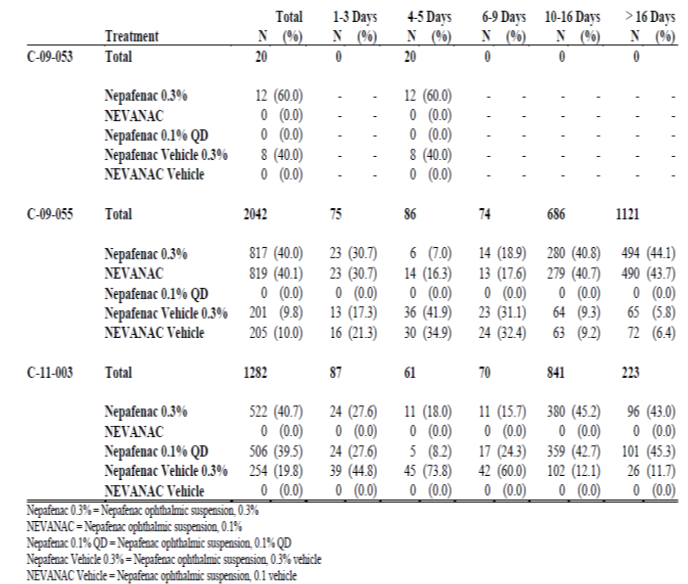 Total 1-3 Days 4-5 Days 6-9 Days 10-16 Days > 16 Days
Treatment N (%) N (%) N (%) N (%) N (%) N (%)
C-09-053 Total 20 0 20 0 0 0
Nepafenac 0.3% 12 (60.0) - - 12 (60.0) - - - - - -
NEVANAC 0 (0.0) - - 0 (0.0) - - - - - -
Nepafenac 0.1% QD 0 (0.0) - - 0 (0.0) - - - - - -
Nepafenac Vehicle 0.3% 8 (40.0) - - 8 (40.0) - - - - - -
NEVANAC Vehicle 0 (0.0) - - 0 (0.0) - - - - - -
C-09-055 Total 2042 75 86 74 686 1121
Nepafenac 0.3% 817 (40.0) 23 (30.7) 6 (7.0) 14 (18.9) 280 (40.8) 494 (44.1)
NEVANAC 819 (40.1) 23 (30.7) 14 (16.3) 13 (17.6) 279 (40.7) 490 (43.7)
Nepafenac 0.1% QD 0 (0.0) 0 (0.0) 0 (0.0) 0 (0.0) 0 (0.0) 0 (0.0)
Nepafenac Vehicle 0.3% 201 (9.8) 13 (17.3) 36 (41.9) 23 (31.1) 64 (9.3) 65 (5.8)
NEVANAC Vehicle 205 (10.0) 16 (21.3) 30 (34.9) 24 (32.4) 63 (9.2) 72 (6.4)
C-11-003 Total 1282 87 61 70 841 223
Nepafenac 0.3% 522 (40.7) 24 (27.6) 11 (18.0) 11 (15.7) 380 (45.2) 96 (43.0)
NEVANAC 0 (0.0) 0 (0.0) 0 (0.0) 0 (0.0) 0 (0.0) 0 (0.0)
Nepafenac 0.1% QD 506 (39.5) 24 (27.6) 5 (8.2) 17 (24.3) 359 (42.7) 101 (45.3)
Nepafenac Vehicle 0.3% 254 (19.8) 39 (44.8) 45 (73.8) 42 (60.0) 102 (12.1) 26 (11.7)
NEVANAC Vehicle 0 (0.0) 0 (0.0) 0 (0.0) 0 (0.0) 0 (0.0) 0 (0.0)
Nepafenac 0.3% = Nepafenac ophthalmic suspension, 0.3%
NEVANAC = Nepafenac ophthalmic suspension, 0.1%
Nepafenac 0.1% QD = Nepafenac ophthalmic suspension, 0.1% QD
Nepafenac Vehicle 0.3% = Nepafenac ophthalmic suspension, 0.3% vehicle
NEVANAC Vehicle = Nepafenac ophthalmic suspension, 0.1 vehicle